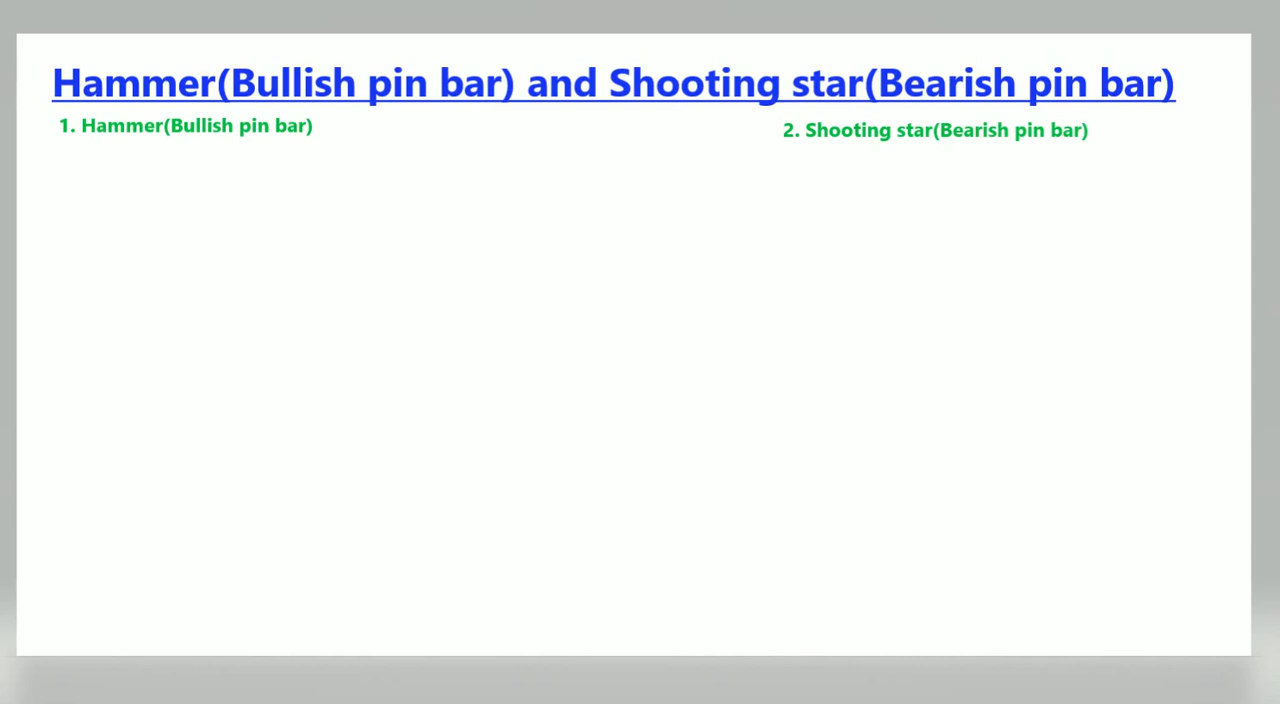 Hammer(Bullish pin bar) and Shooting star(Bearish pin bar)
1. Hammer(Bullish pin bar)
2. Shooting star(Bearish pin bar)